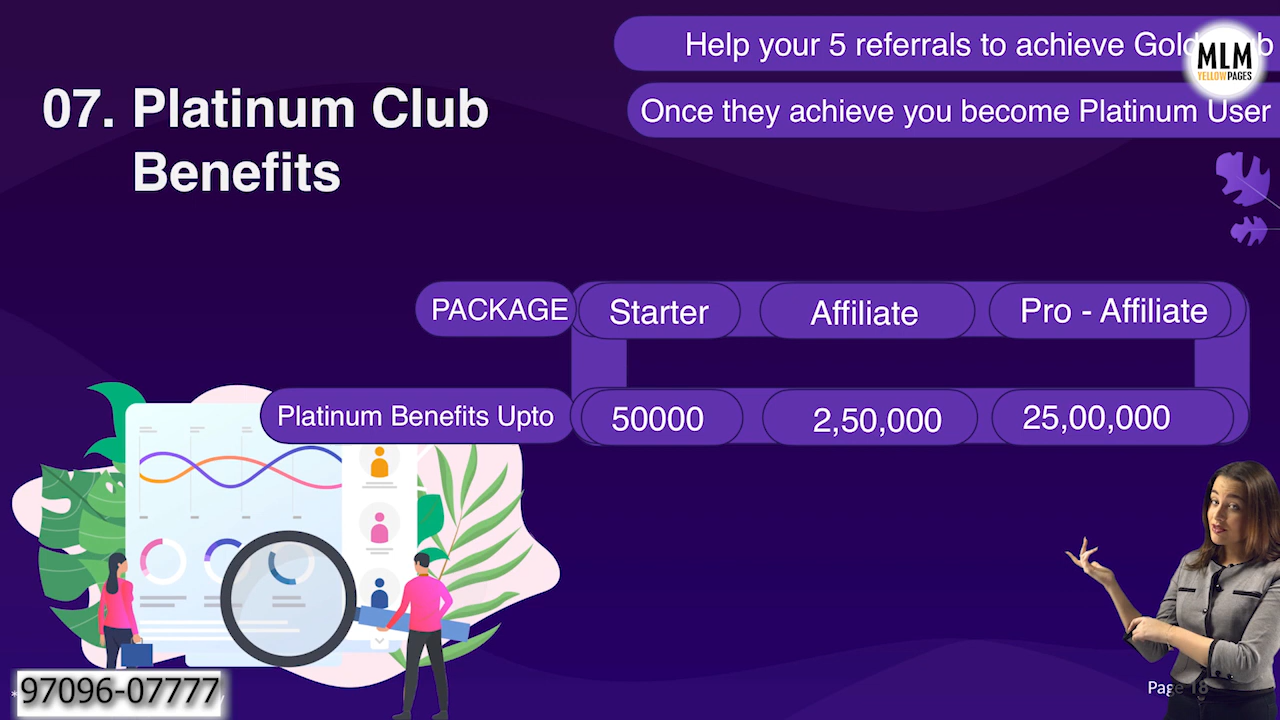 Help your 5 referrals to achieve Gold
MLM
YELLOW PAGES
07. Platinum Club
Benefits
Once they achieve you become Platinum User
PACKAGE Starter Affiliate Pro - Affiliate
Platinum Benefits Upto 50000 2,50,000 25,00,000
97096-07777
Page 18